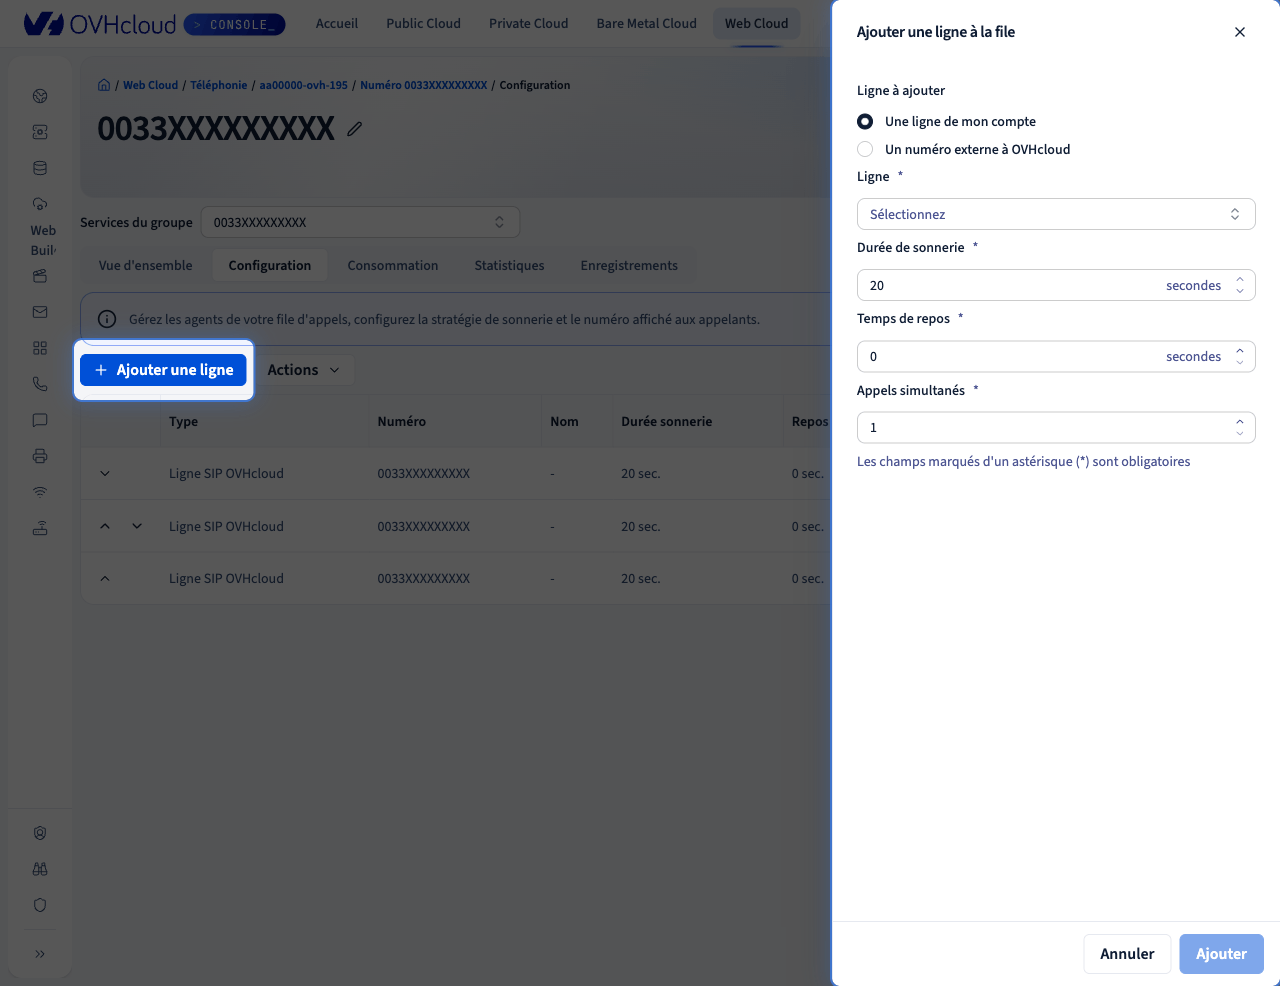 OVHcloud > CONSOLE_ Accueil Public Cloud Private Cloud Bare Metal Cloud Web Cloud
/ Web Cloud / Téléphonie / aa00000-ovh-195 / Numéro 0033XXXXXXXXX / Configuration
0033XXXXXXXXX
Services du groupe 0033XXXXXXXXX
Web
Buil
Vue d'ensemble Configuration Consommation Statistiques Enregistrements
Gérez les agents de votre file d'appels, configurez la stratégie de sonnerie et le numéro affiché aux appelants.
+ Ajouter une ligne Actions
Type Numéro Nom Durée sonnerie Repos
Ligne SIP OVHcloud 0033XXXXXXXXX - 20 sec. 0 sec.
Ligne SIP OVHcloud 0033XXXXXXXXX - 20 sec. 0 sec.
Ligne SIP OVHcloud 0033XXXXXXXXX - 20 sec. 0 sec.
Ajouter une ligne à la file
Ligne à ajouter
Une ligne de mon compte
Un numéro externe à OVHcloud
Ligne *
Sélectionnez
Durée de sonnerie *
20 secondes
Temps de repos *
0 secondes
Appels simultanés *
1
Les champs marqués d'un astérisque (*) sont obligatoires
Annuler Ajouter